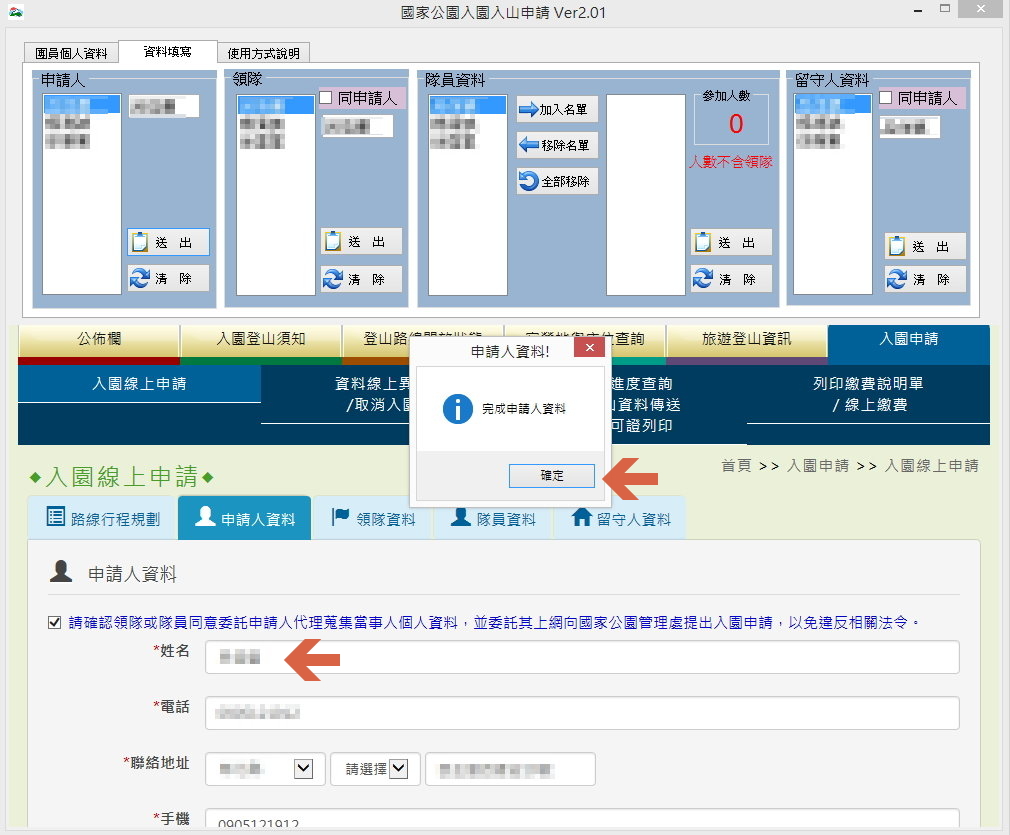 國家公園入園入山申請 Ver2.01
團員個人資料
資料填寫
使用方式說明
申請人
送 出
清 除
領隊
同申請人
送 出
清 除
隊員資料
加入名單
移除名單
全部移除
參加人數
0
人數不含領隊
送 出
清 除
留守人資料
同申請人
送 出
清 除
公佈欄
入園登山須知
登山路線開放狀態
查詢
旅遊登山資訊
入園申請
入園線上申請
資料線上異
/取消入園
進度查詢
資料傳送
可證列印
列印繳費說明單
/ 線上繳費
申請人資料!
完成申請人資料
確定
◆入園線上申請◆
首頁 >> 入園申請 >> 入園線上申請
路線行程規劃
申請人資料
領隊資料
隊員資料
留守人資料
申請人資料
請確認領隊或隊員同意委託申請人代理蒐集當事人個人資料，並委託其上網向國家公園管理處提出入園申請，以免違反相關法令。
*姓名
*電話
*聯絡地址
請選擇
*手機
0905121912